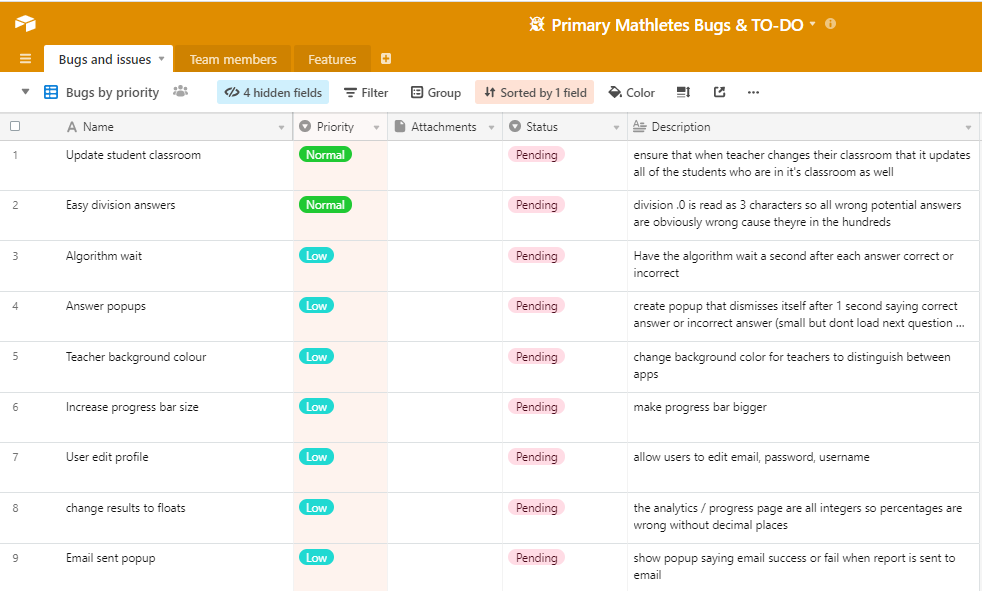 Primary Mathletes Bugs & TO-DO
Bugs and issues
Team members
Features
Bugs by priority
4 hidden fields
Filter
Group
Sorted by 1 field
Color
Name
Priority
Attachments
Status
Description
1
Update student classroom
Normal
Pending
ensure that when teacher changes their classroom that it updates
all of the students who are in it's classroom as well
2
Easy division answers
Normal
Pending
division .0 is read as 3 characters so all wrong potential answers
are obviously wrong cause theyre in the hundreds
3
Algorithm wait
Low
Pending
Have the algorithm wait a second after each answer correct or
incorrect
4
Answer popups
Low
Pending
create popup that dismisses itself after 1 second saying correct
answer or incorrect answer (small but dont load next question ...
5
Teacher background colour
Low
Pending
change background color for teachers to distinguish between
apps
6
Increase progress bar size
Low
Pending
make progress bar bigger
7
User edit profile
Low
Pending
allow users to edit email, password, username
8
change results to floats
Low
Pending
the analytics / progress page are all integers so percentages are
wrong without decimal places
9
Email sent popup
Low
Pending
show popup saying email success or fail when report is sent to
email